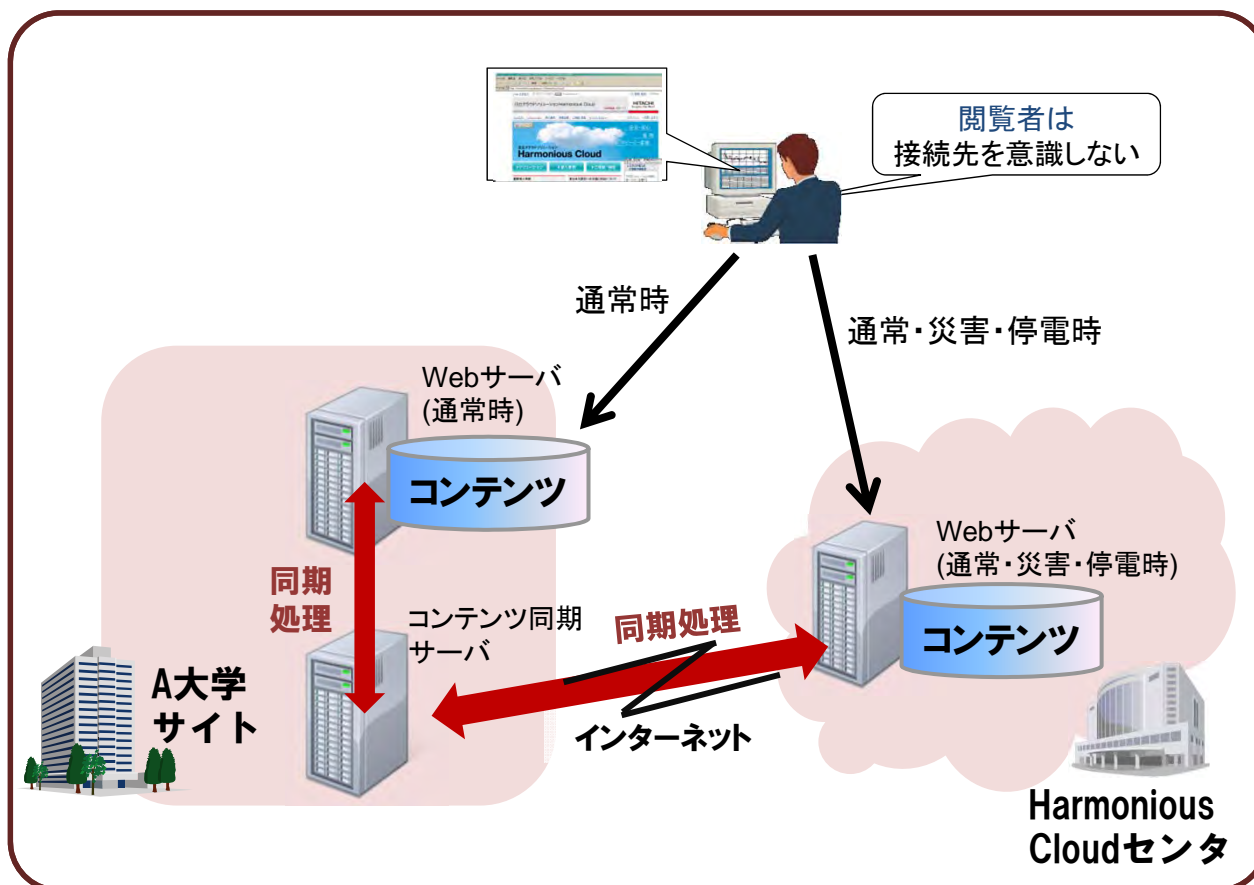 HITACHI
Harmonious Cloud
閲覧者は
接続先を意識しない
通常時
通常・災害・停電時
Webサーバ
(通常時)
コンテンツ
同期
処理
コンテンツ同期
サーバ
A大学
サイト
同期処理
インターネット
Webサーバ
(通常・災害・停電時)
コンテンツ
Harmonious
Cloudセンタ